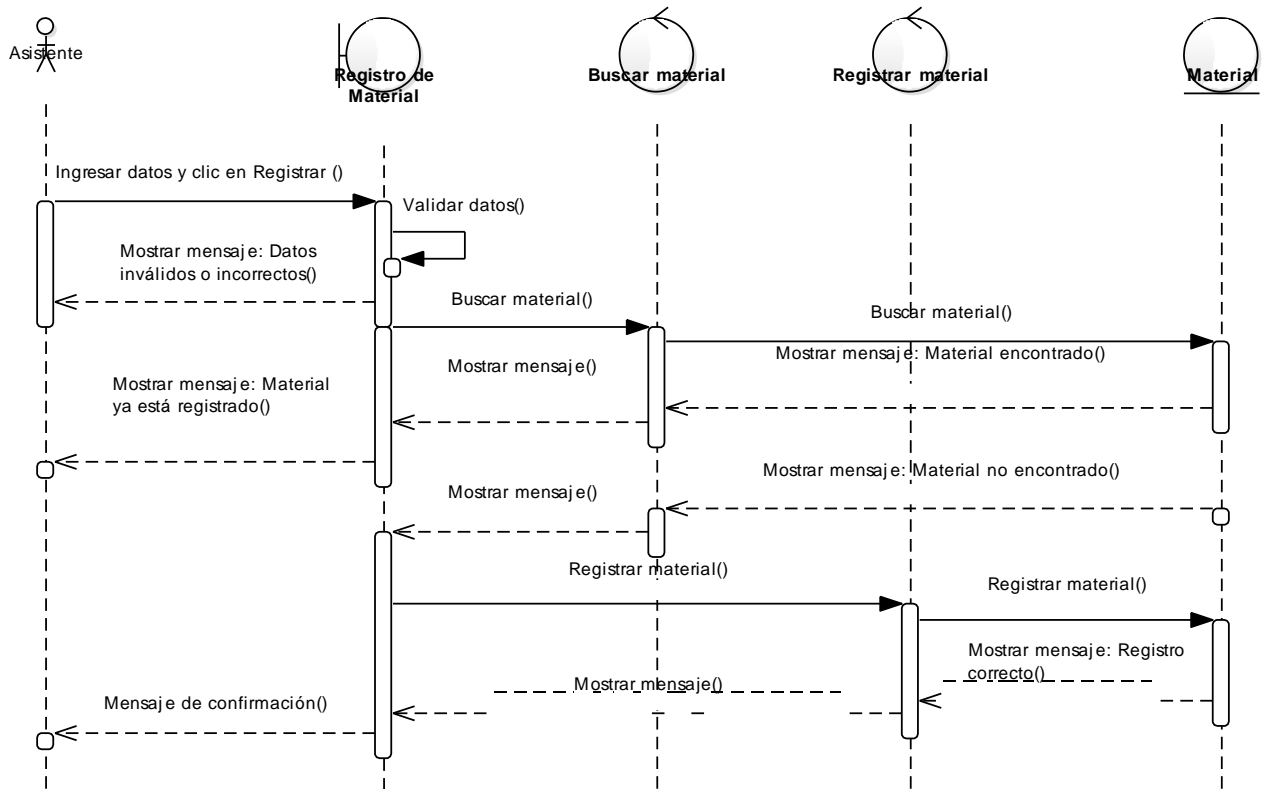 Asistente
Registro de
Material
Buscar material
Registrar material
Material
Ingresar datos y clic en Registrar ()
Validar datos()
Mostrar mensaje: Datos
inválidos o incorrectos()
Buscar material()
Buscar material()
Mostrar mensaje: Material encontrado()
Mostrar mensaje()
Mostrar mensaje: Material
ya está registrado()
Mostrar mensaje: Material no encontrado()
Mostrar mensaje()
Registrar material()
Registrar material()
Mostrar mensaje: Registro
correcto()
Mostrar mensaje()
Mensaje de confirmación()